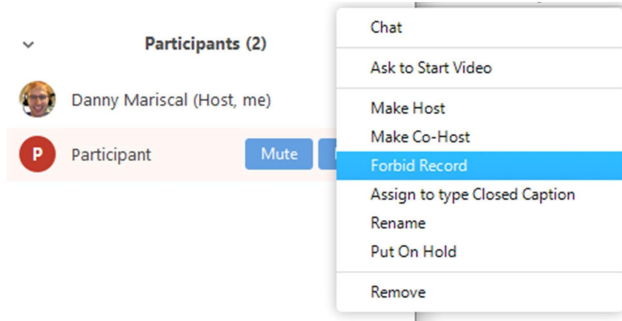 Participants (2)
Danny Mariscal (Host, me)
P Participant Mute
Chat
Ask to Start Video
Make Host
Make Co-Host
Forbid Record
Assign to type Closed Caption
Rename
Put On Hold
Remove